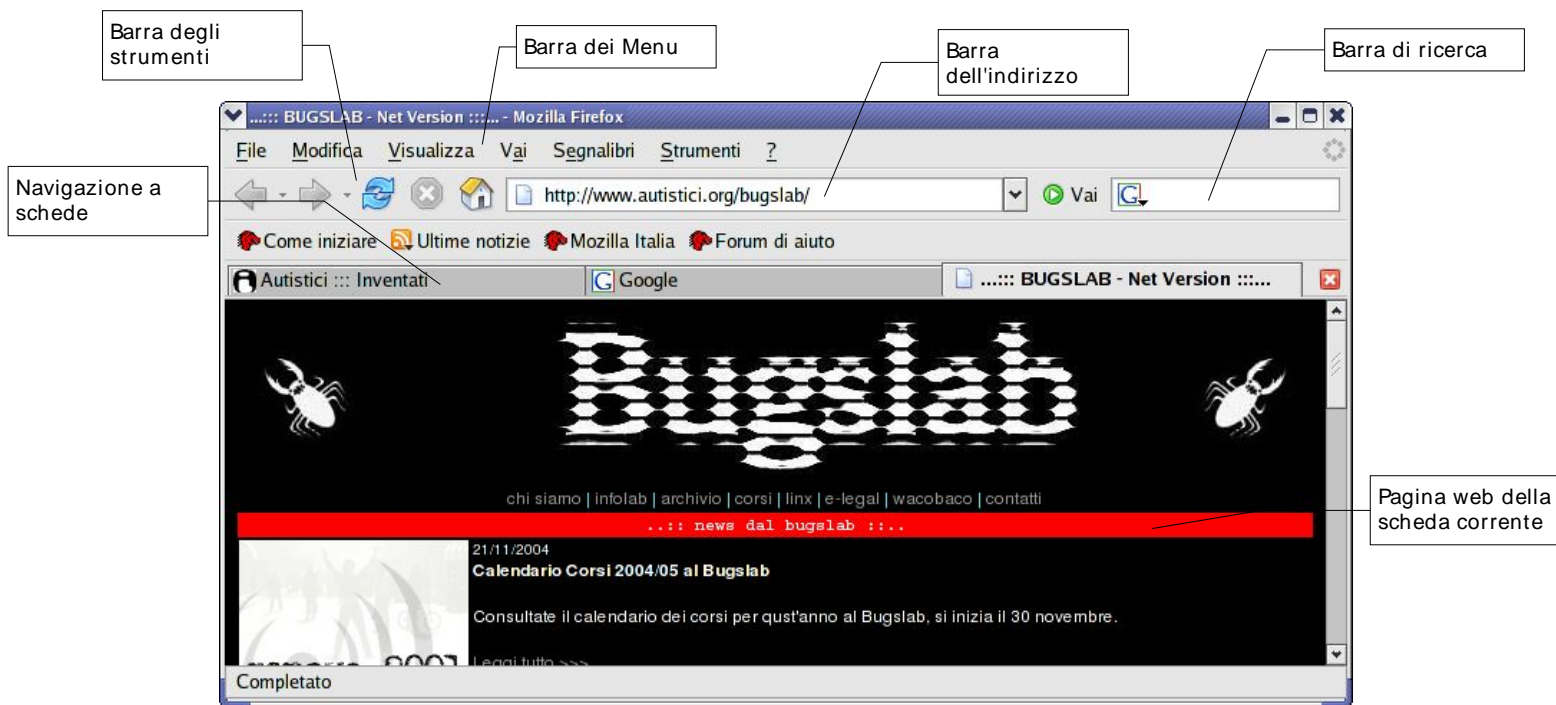 Barra degli
strumenti
Barra dei Menu
Barra
dell'indirizzo
Barra di ricerca
...::: BUGSLAB - Net Version :::... - Mozilla Firefox
File Modifica Visualizza Vai Segnalibri Strumenti ?
Navigazione a
schede
http://www.autistici.org/bugslab/ Vai G
Come iniziare Ultime notizie Mozilla Italia Forum di aiuto
Autistici ::: Inventati G Google ...::: BUGSLAB - Net Version :::...
Bugslab
chi siamo | infolab | archivio | corsi | linx | e-legal | wacobaco | contatti
..:: news dal bugslab ::..
Pagina web della
scheda corrente
21/11/2004
Calendario Corsi 2004/05 al Bugslab
Consultate il calendario dei corsi per qust'anno al Bugslab, si inizia il 30 novembre.
Leggi tutto >>>
Completato